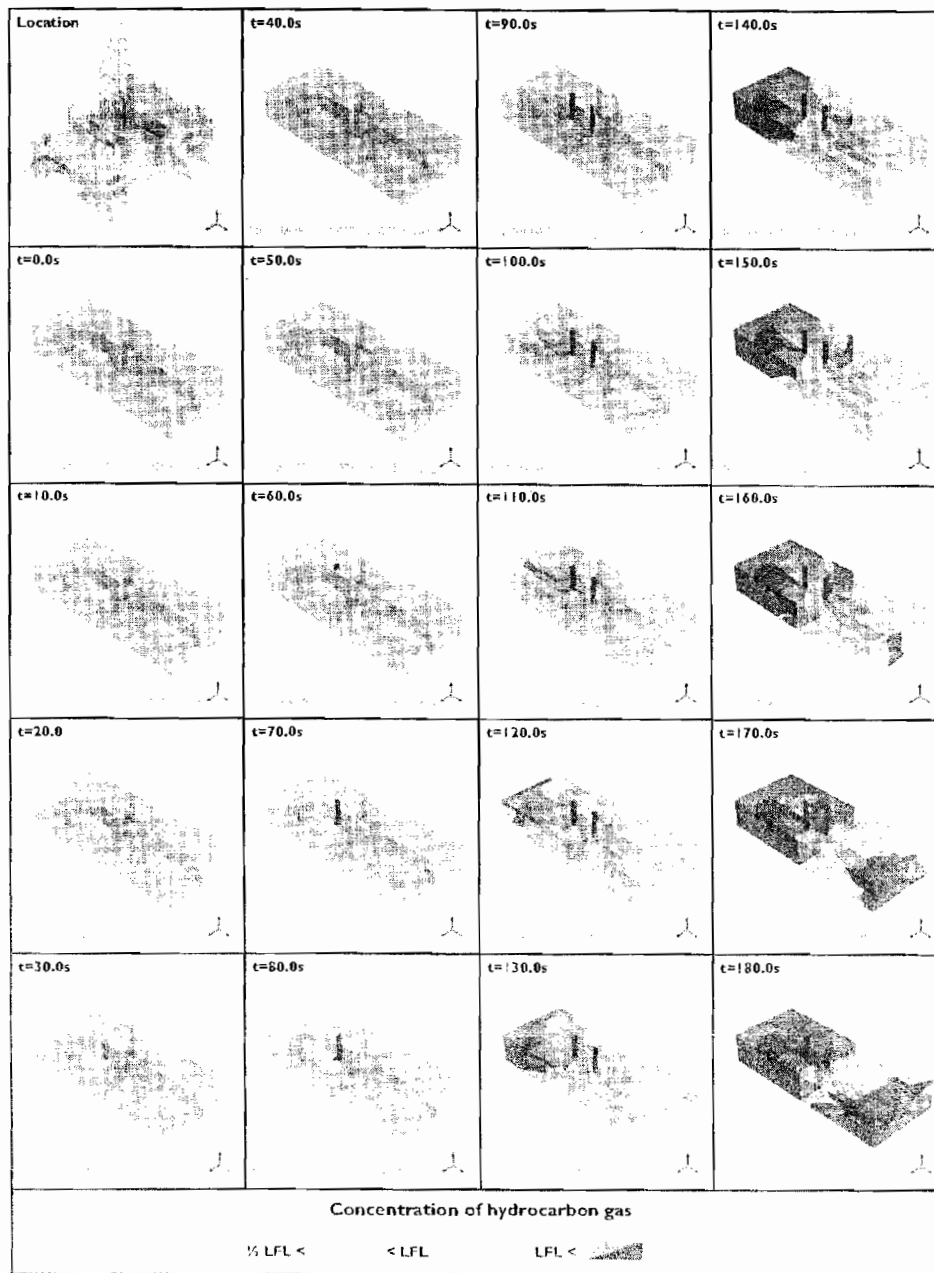 Location
t=40.0s
t=90.0s
t=140.0s
t=0.0s
t=50.0s
t=100.0s
t=150.0s
t=10.0s
t=60.0s
t=110.0s
t=160.0s
t=20.0
t=70.0s
t=120.0s
t=170.0s
t=30.0s
t=80.0s
t=130.0s
t=180.0s
Concentration of hydrocarbon gas
½ LFL < < LFL LFL <